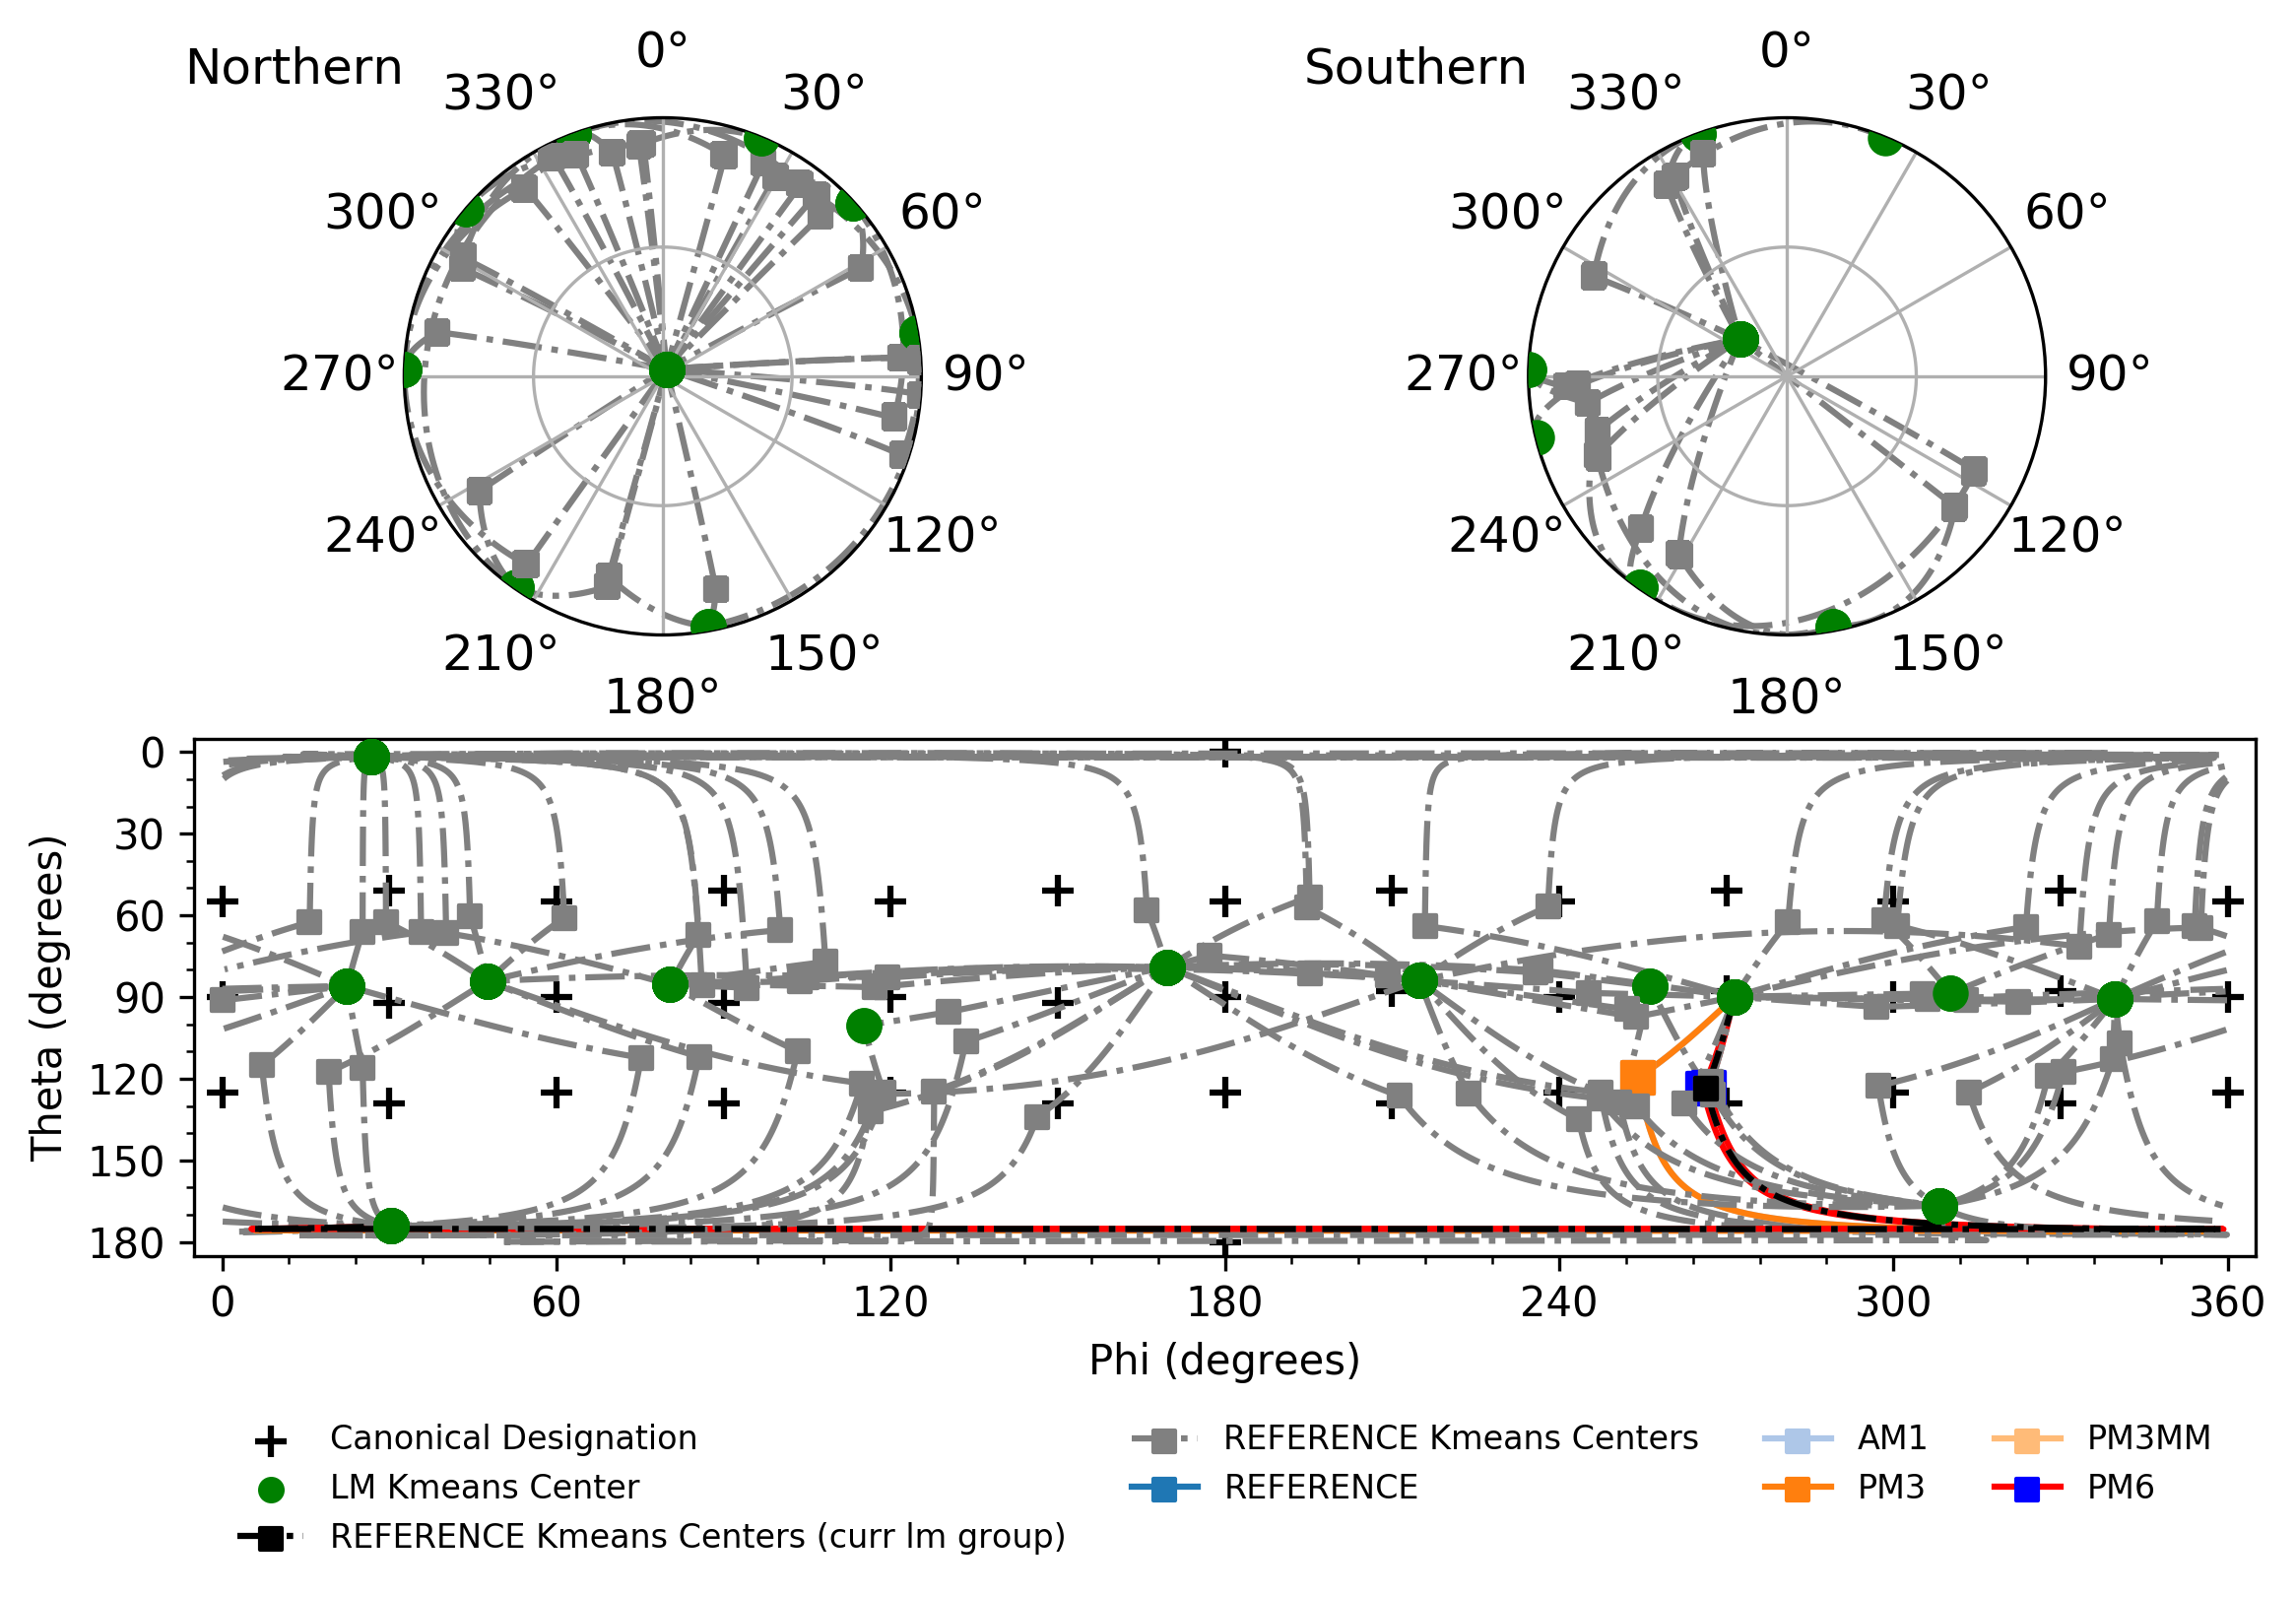 Northern
0°
330°
30°
300°
60°
270°
90°
240°
120°
210°
150°
180°
Southern
0°
330°
30°
300°
60°
270°
90°
240°
120°
210°
150°
180°
Theta (degrees)
0
30
60
90
120
150
180
0 60 120 180 240 300 360
Phi (degrees)
Canonical Designation
LM Kmeans Center
REFERENCE Kmeans Centers (curr lm group)
REFERENCE Kmeans Centers
REFERENCE
AM1
PM3
PM3MM
PM6